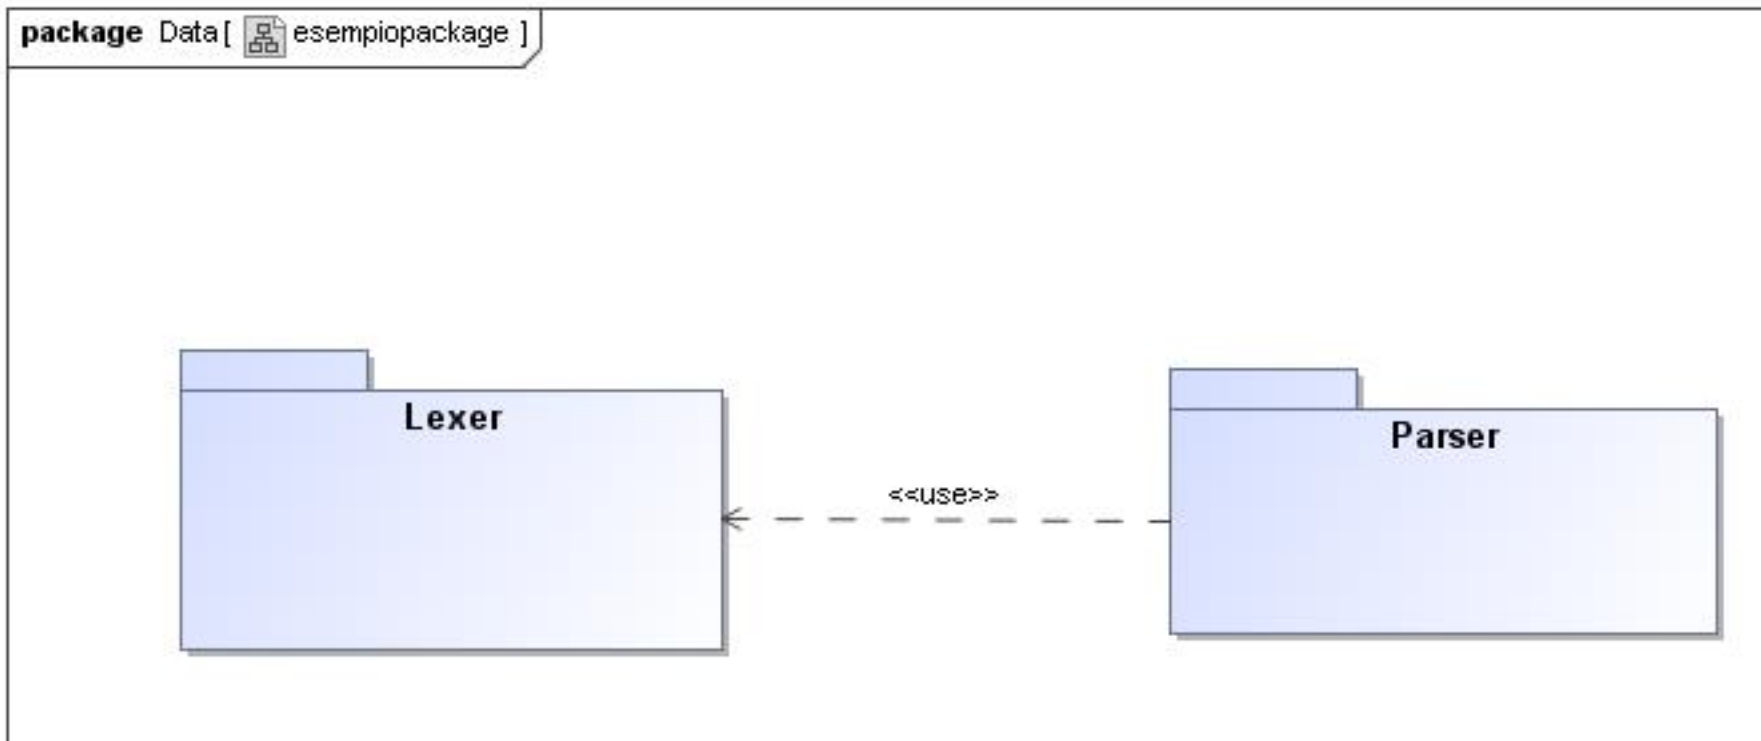 package Data [ esempiopackage ]
Lexer
Parser
<<use>>